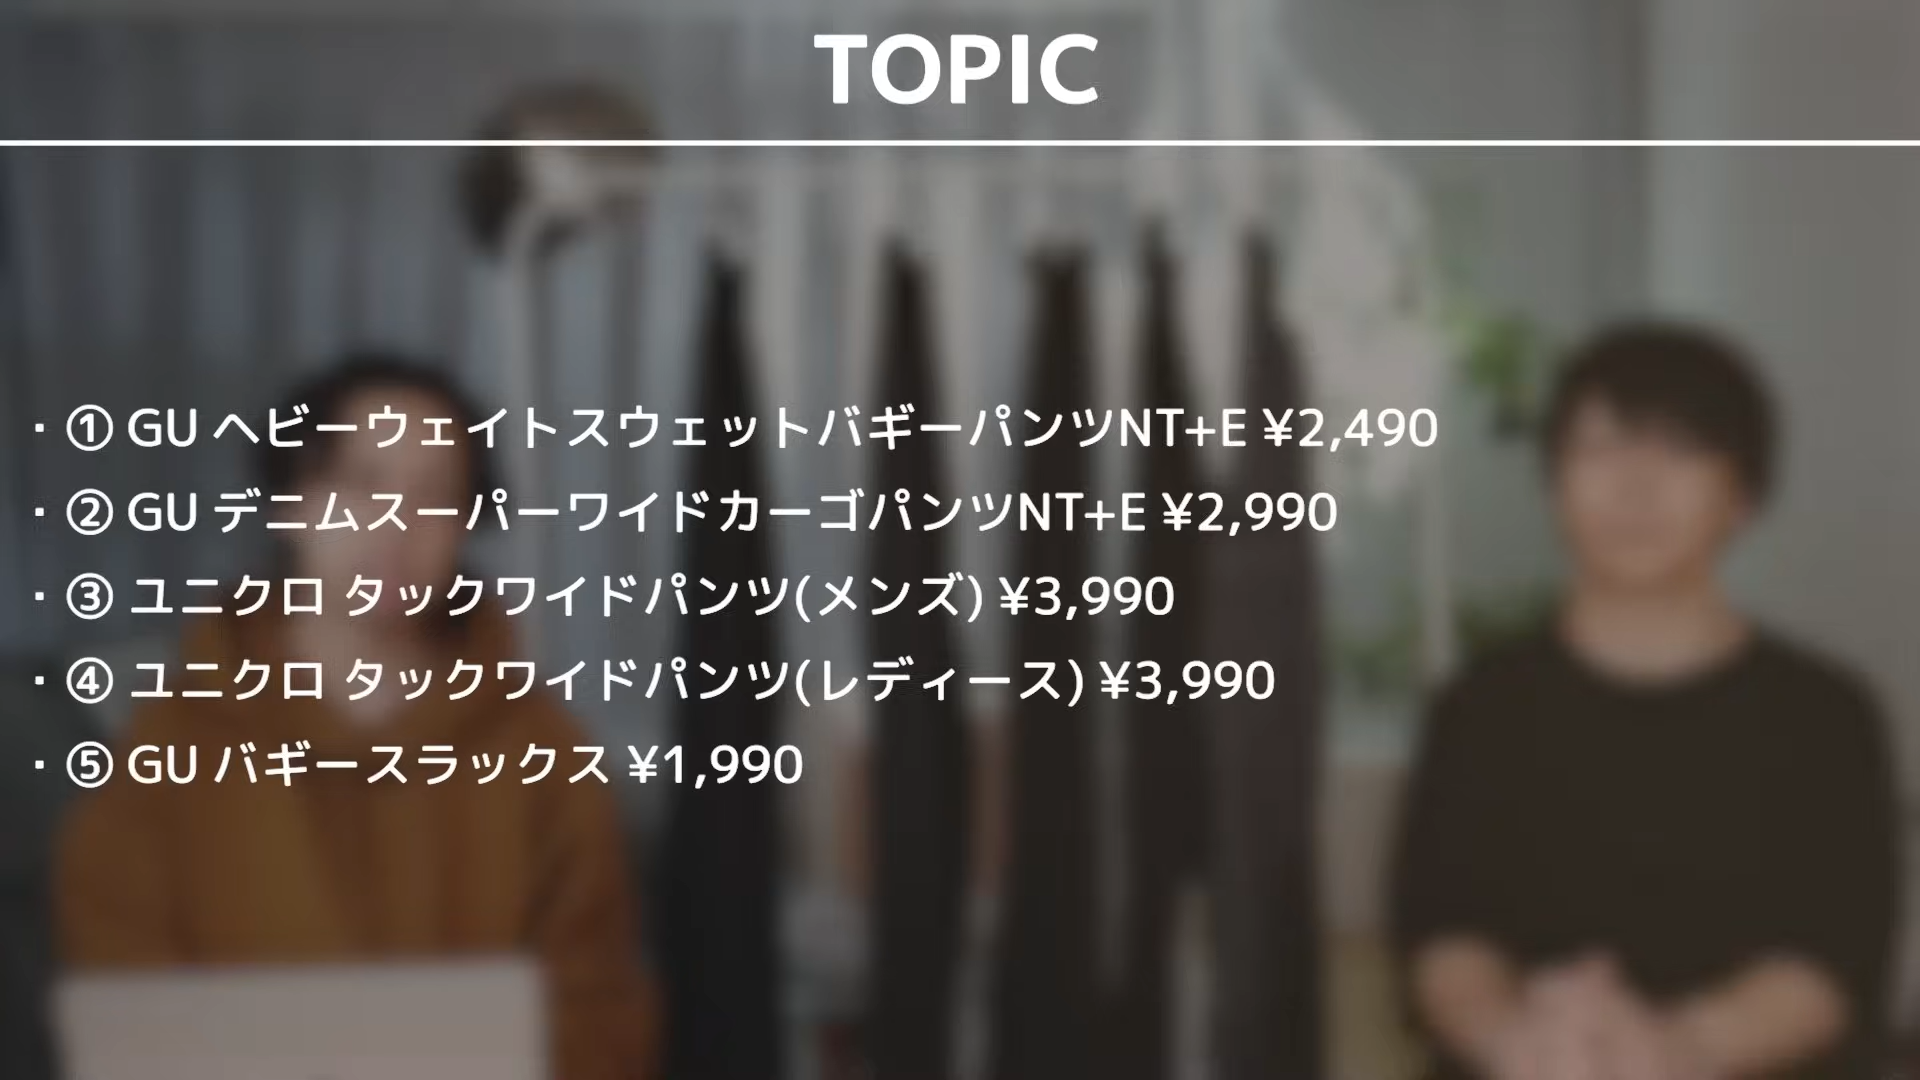 TOPIC
・① GU ヘビーウェイトスウェットバギーパンツNT+E ¥2,490
・② GU デニムスーパーワイドカーゴパンツNT+E ¥2,990
・③ ユニクロ タックワイドパンツ(メンズ) ¥3,990
・④ ユニクロ タックワイドパンツ(レディース) ¥3,990
・⑤ GU バギースラックス ¥1,990